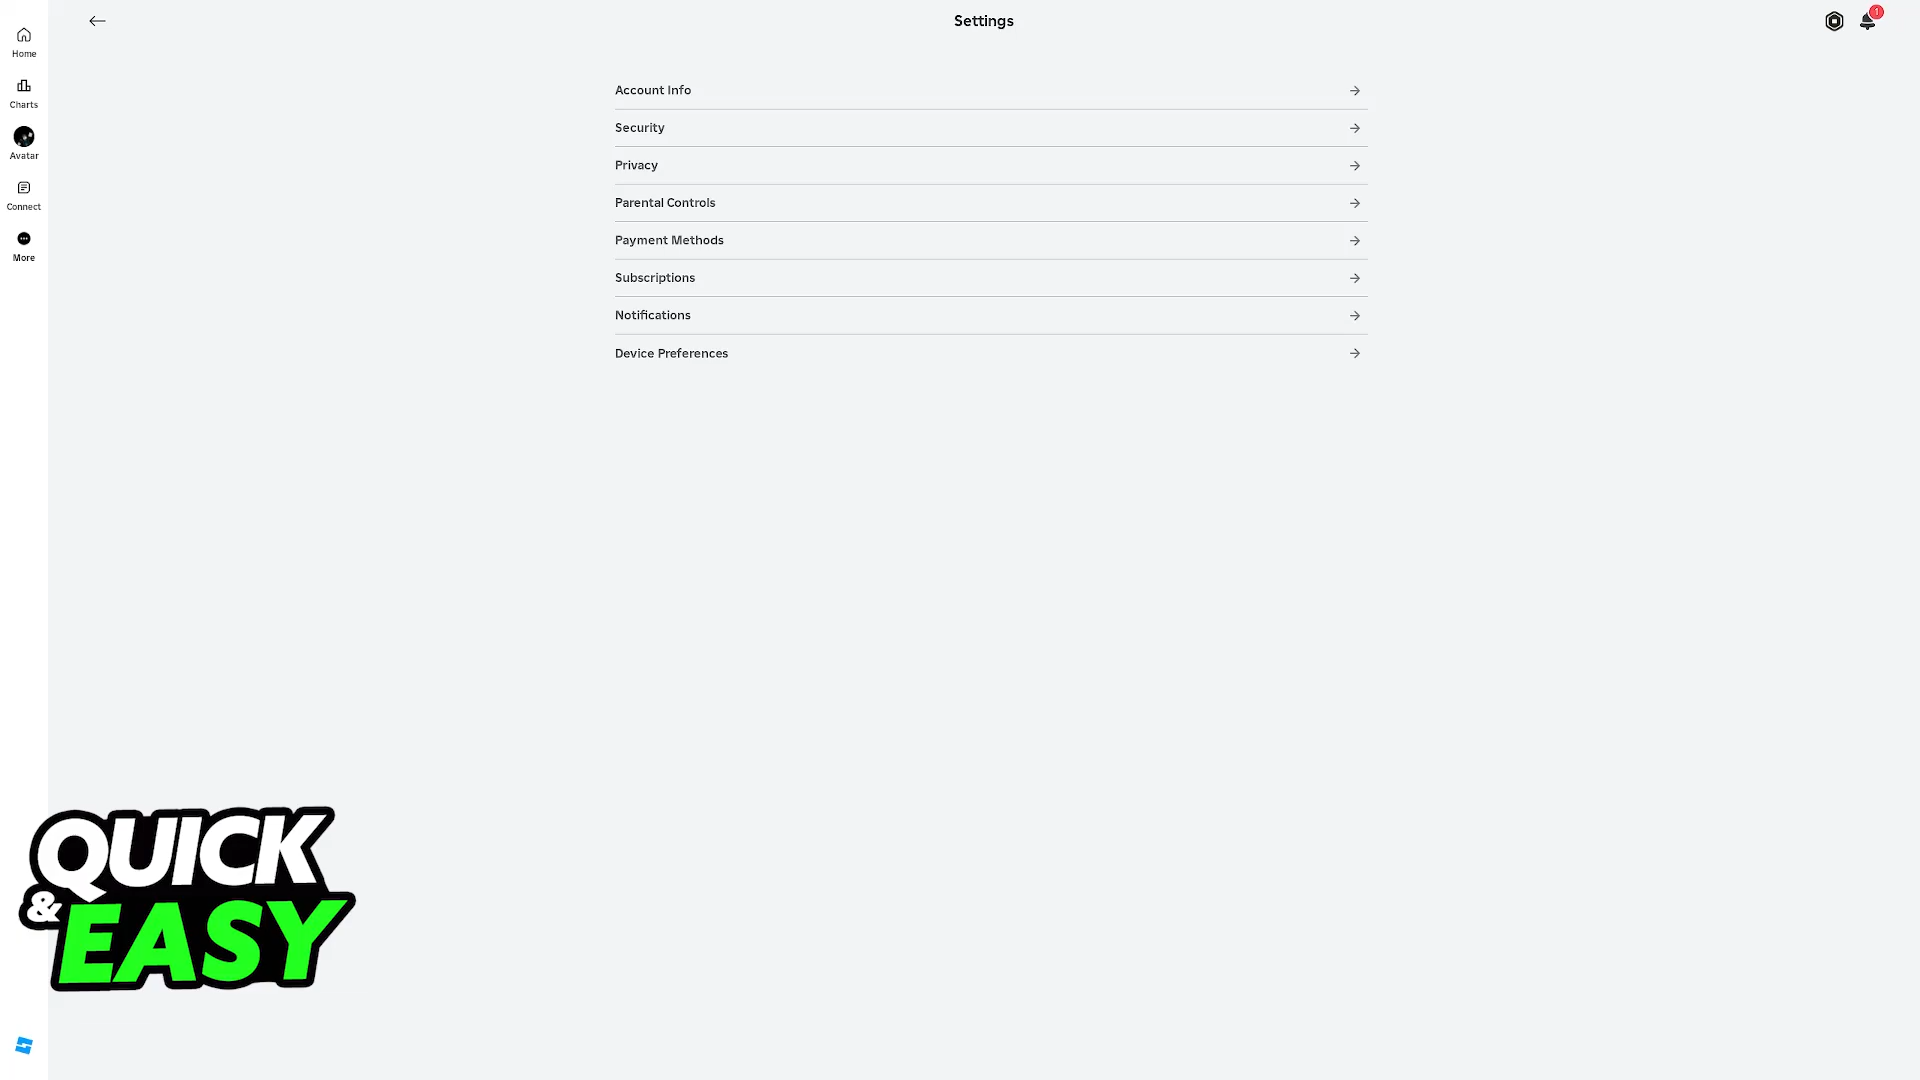 Settings
1
Home
Charts
Avatar
Connect
More
Account Info
Security
Privacy
Parental Controls
Payment Methods
Subscriptions
Notifications
Device Preferences
QUICK
& EASY